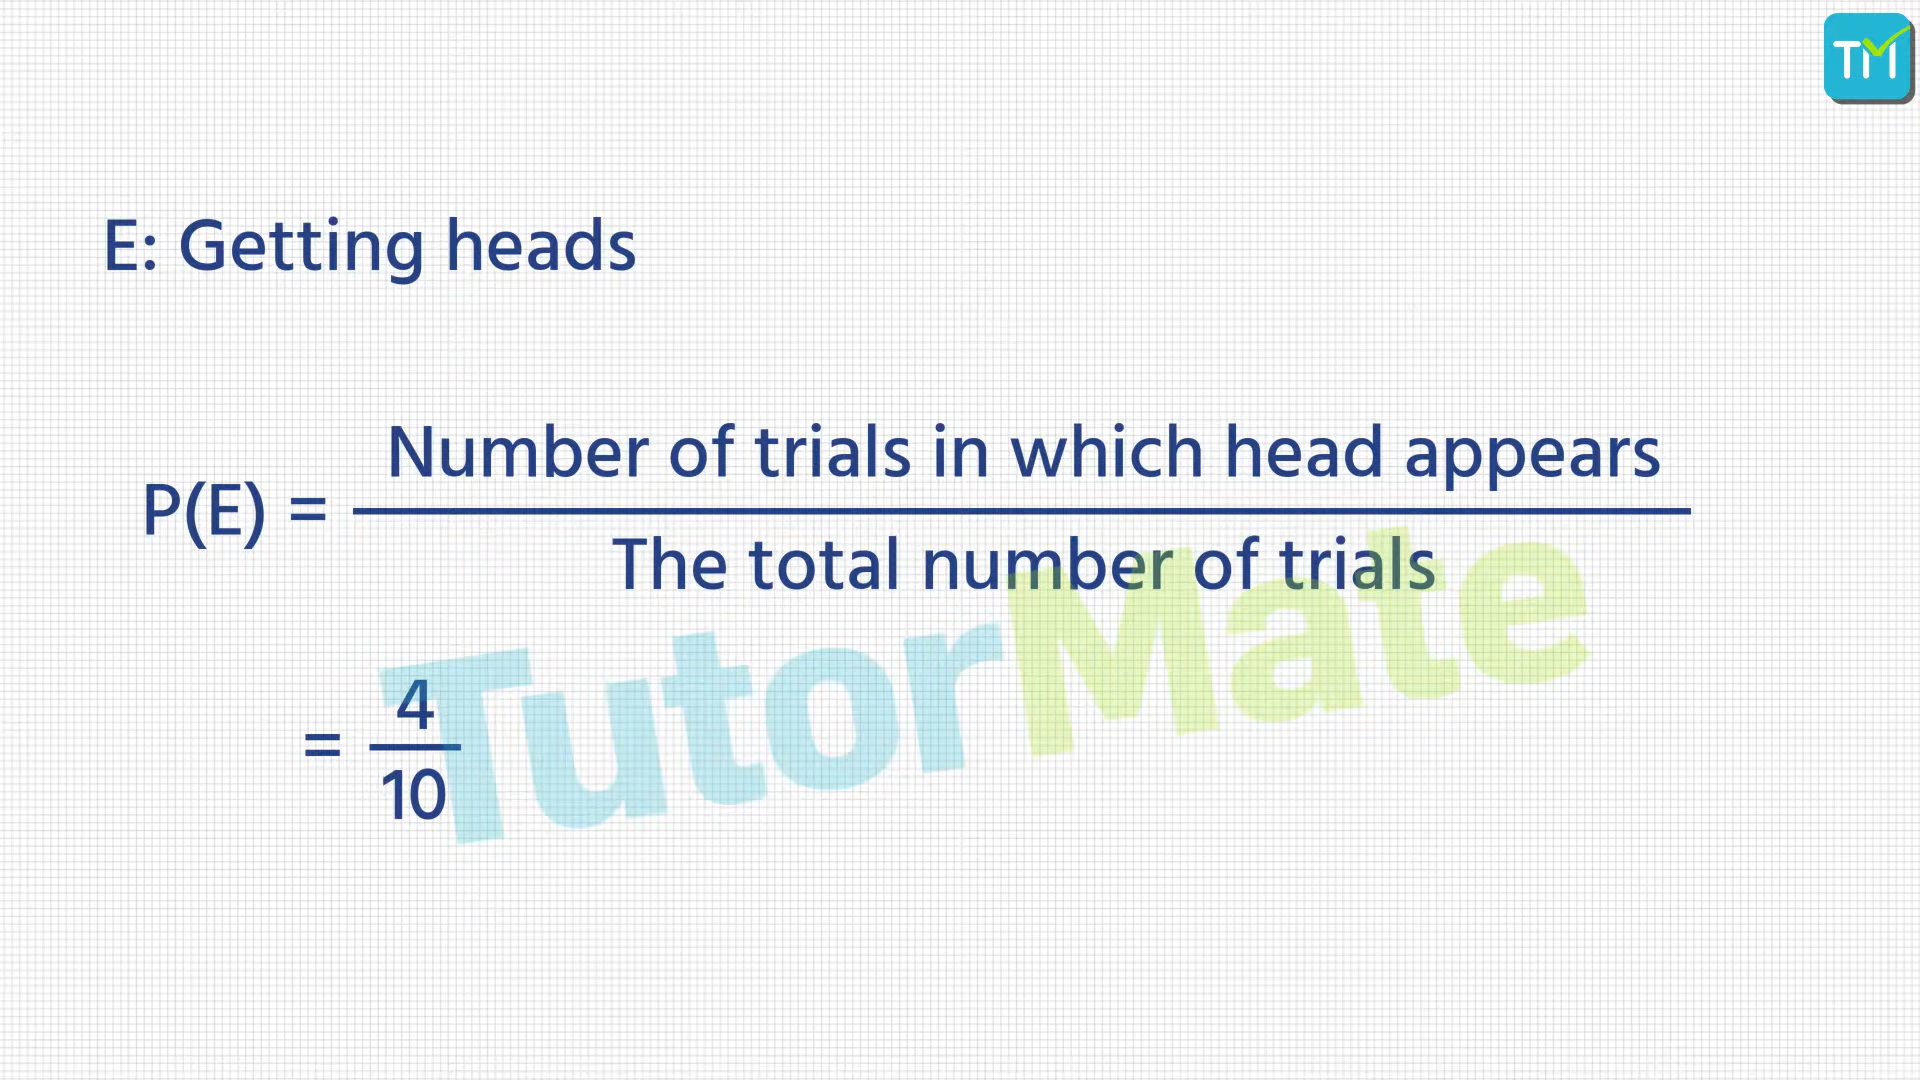 TM
E: Getting heads
P(E) = Number of trials in which head appears
The total number of trials
= 4
10
TutorMate